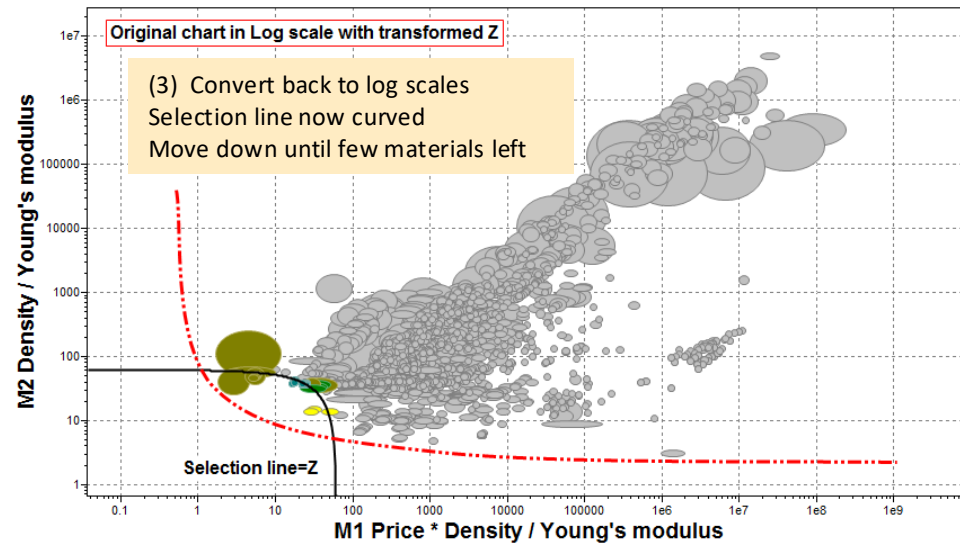 Original chart in Log scale with transformed Z
(3) Convert back to log scales
Selection line now curved
Move down until few materials left
M2 Density / Young's modulus
1e7
1e6
100000
10000
1000
100
10
1
Selection line=Z
0.1 1 10 100 1000 10000 100000 1e6 1e7 1e8 1e9
M1 Price * Density / Young's modulus